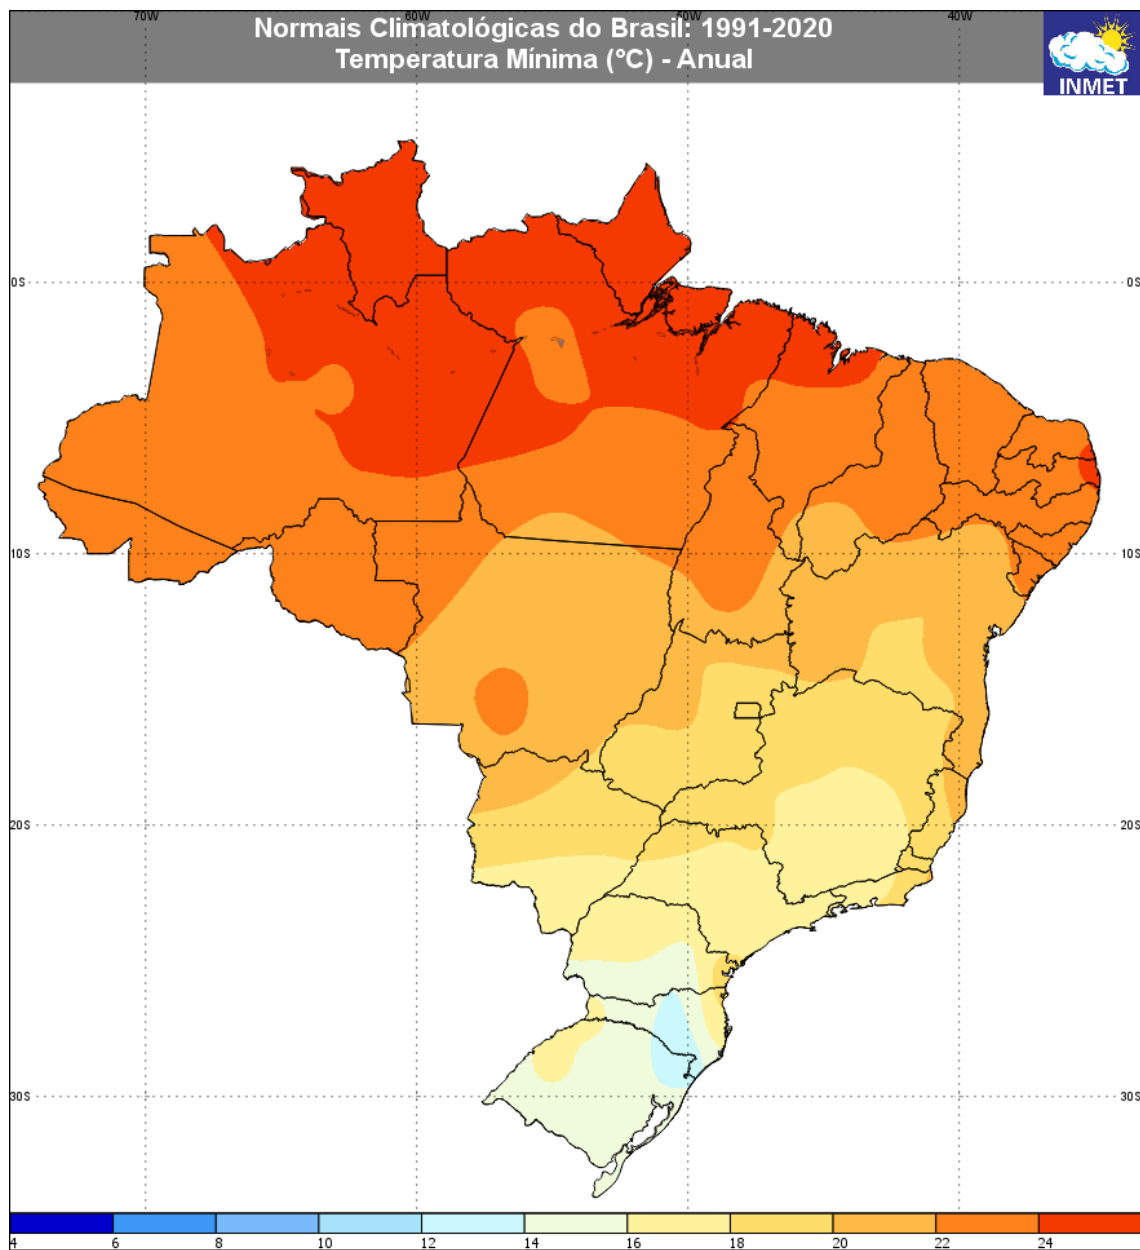 70W 60W 50W 40W
Normais Climatológicas do Brasil: 1991-2020
Temperatura Mínima (°C) - Anual
INMET
0S 0S
10S 10S
20S 20S
30S 30S
4 6 8 10 12 14 16 18 20 22 24